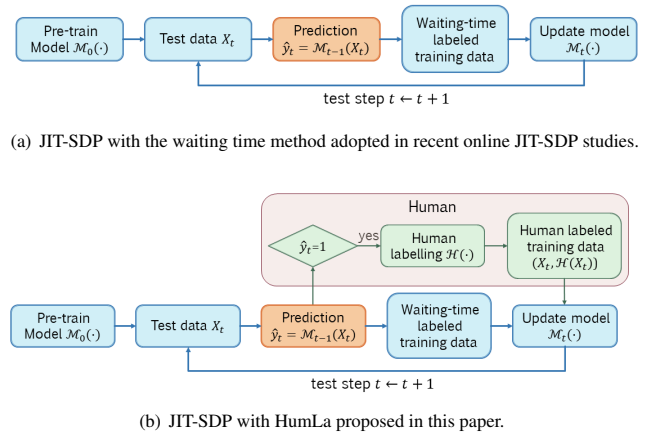 Pre-train
Model ℳ₀(·)
Test data Xₜ
Prediction
ŷₜ = ℳₜ₋₁(Xₜ)
Waiting-time
labeled
training data
Update model
ℳₜ(·)
test step t ← t + 1
(a) JIT-SDP with the waiting time method adopted in recent online JIT-SDP studies.
Human
ŷₜ=1
yes
Human
labelling ℋ(·)
Human labeled
training data
(Xₜ, ℋ(Xₜ))
Pre-train
Model ℳ₀(·)
Test data Xₜ
Prediction
ŷₜ = ℳₜ₋₁(Xₜ)
Waiting-time
labeled
training data
Update model
ℳₜ(·)
test step t ← t + 1
(b) JIT-SDP with HumLa proposed in this paper.